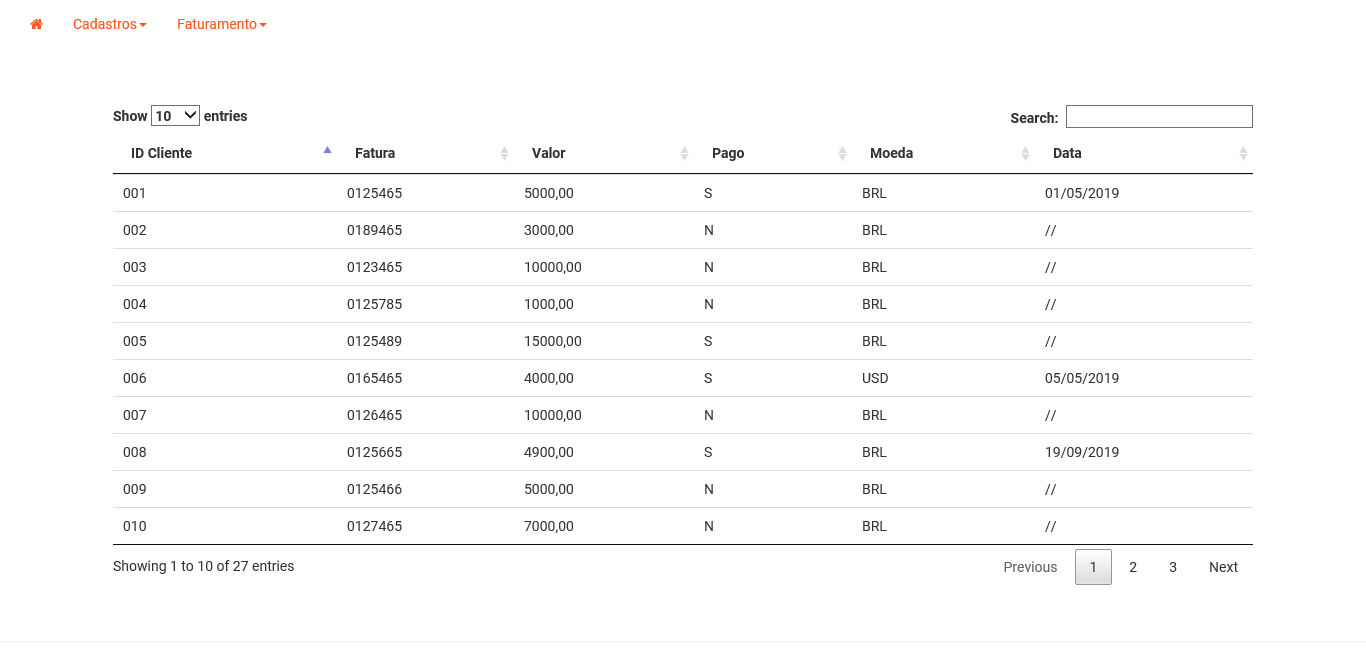 Cadastros Faturamento
Show 10 entries Search:
ID Cliente Fatura Valor Pago Moeda Data
001 0125465 5000,00 S BRL 01/05/2019
002 0189465 3000,00 N BRL //
003 0123465 10000,00 N BRL //
004 0125785 1000,00 N BRL //
005 0125489 15000,00 S BRL //
006 0165465 4000,00 S USD 05/05/2019
007 0126465 10000,00 N BRL //
008 0125665 4900,00 S BRL 19/09/2019
009 0125466 5000,00 N BRL //
010 0127465 7000,00 N BRL //
Showing 1 to 10 of 27 entries Previous 1 2 3 Next